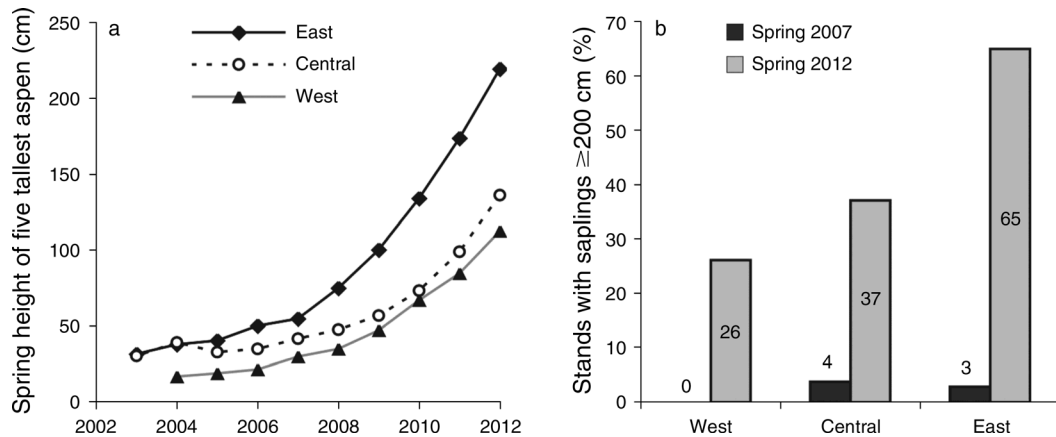 a
Spring height of five tallest aspen (cm)
250
200
150
100
50
0
East
Central
West
2002
2004
2006
2008
2010
2012
b
Stands with saplings ≥200 cm (%)
70
60
50
40
30
20
10
0
Spring 2007
Spring 2012
0
26
4
37
3
65
West
Central
East